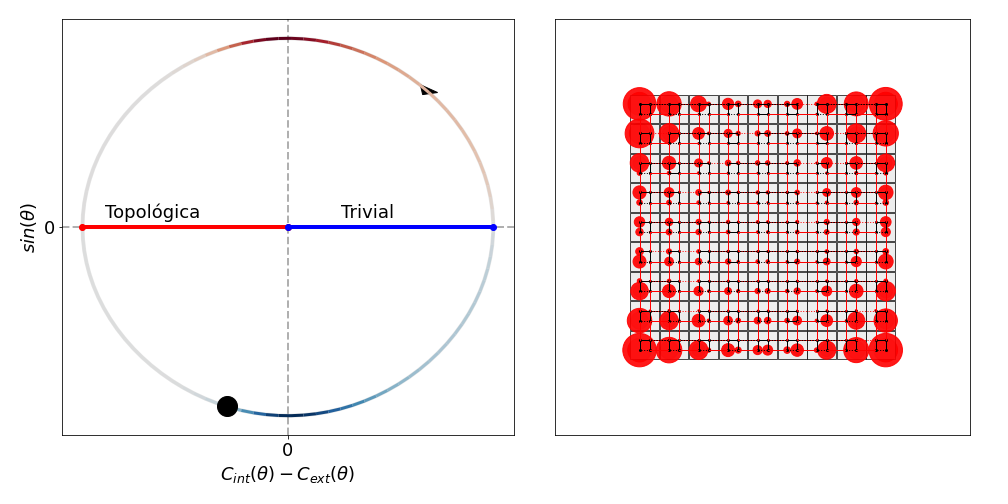 sin(θ)
0
Topológica
Trivial
0
C_int(θ) − C_ext(θ)